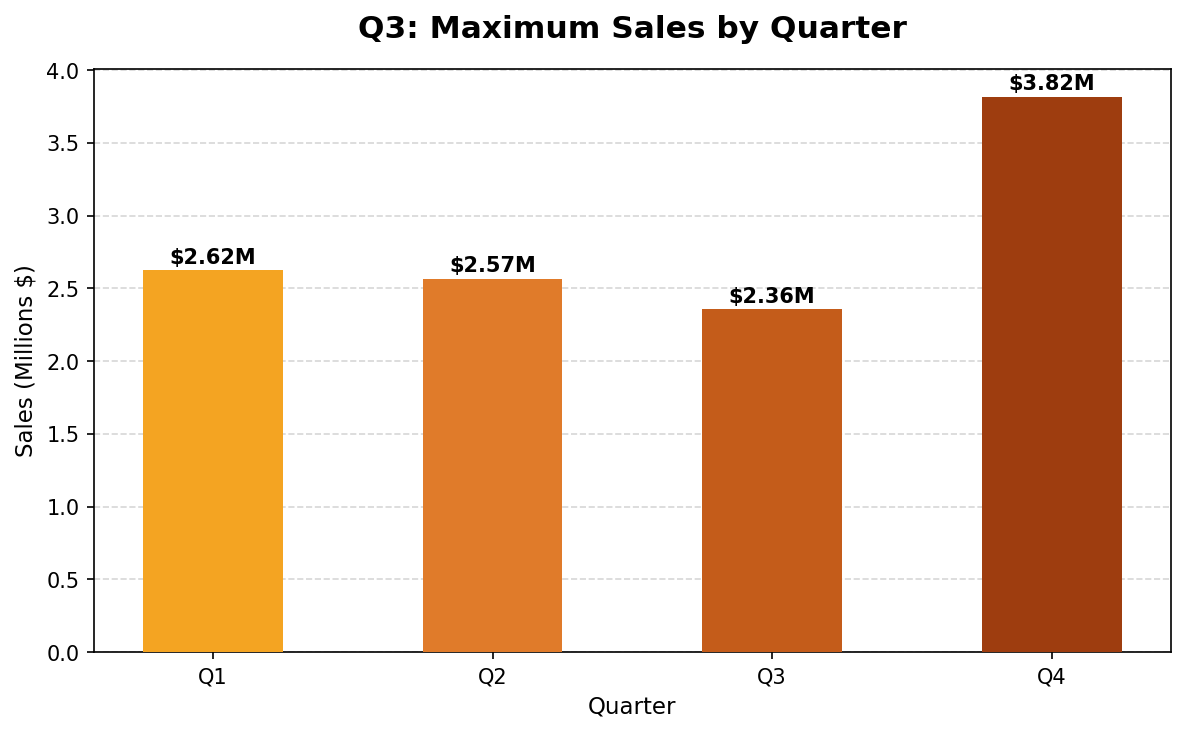 Q3: Maximum Sales by Quarter
4.0
3.5
3.0
2.5
2.0
1.5
1.0
0.5
0.0
Sales (Millions $)
$2.62M
$2.57M
$2.36M
$3.82M
Q1
Q2
Q3
Q4
Quarter